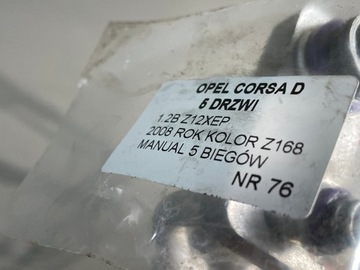 OPEL CORSA D
5 DRZWI
1.2B Z12XEP
2008 ROK KOLOR Z168
MANUAL 5 BIEGÓW
NR 76